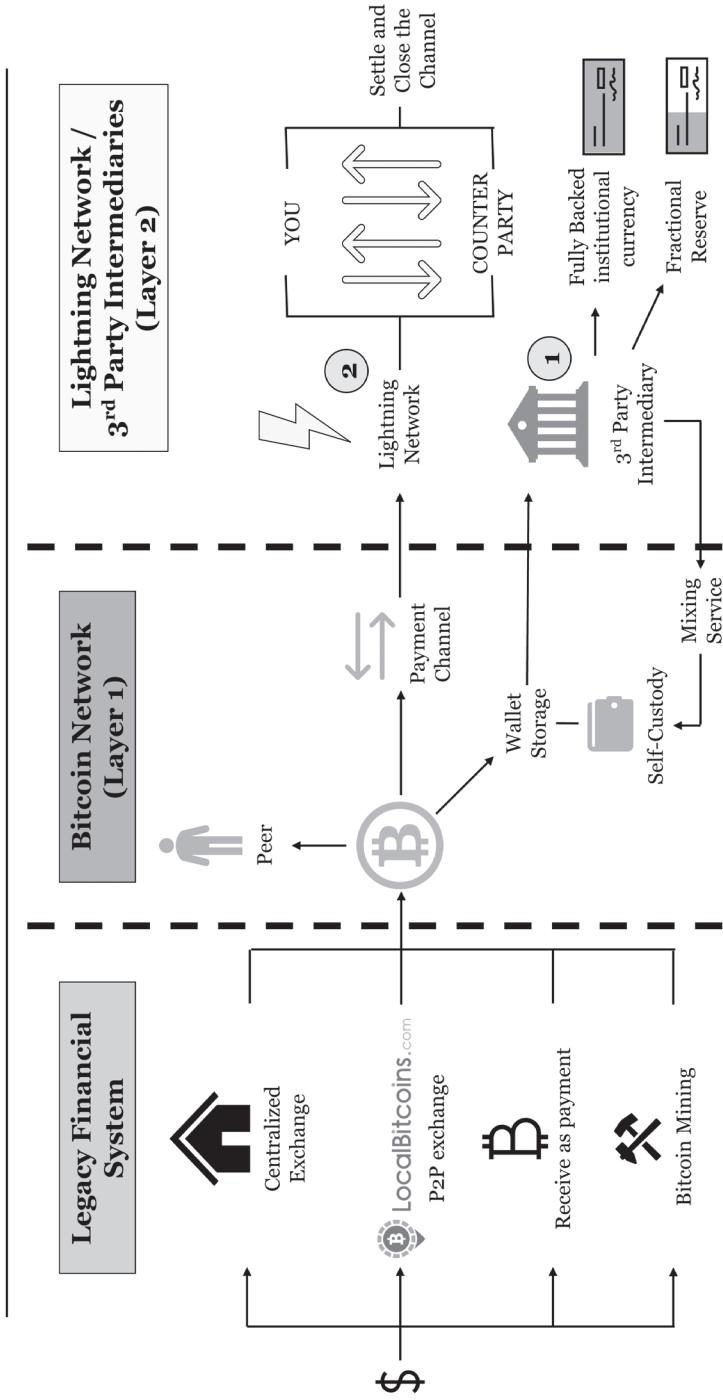 Legacy Financial
System
$
Centralized
Exchange
LocalBitcoins.com
P2P exchange
Receive as payment
Bitcoin Mining
Bitcoin Network
(Layer 1)
Peer
Payment
Channel
Wallet
Storage
Self-Custody
Mixing
Service
Lightning Network /
3rd Party Intermediaries
(Layer 2)
2
Lightning
Network
YOU
COUNTER
PARTY
Settle and
Close the
Channel
1
3rd Party
Intermediary
Fully Backed
institutional
currency
Fractional
Reserve